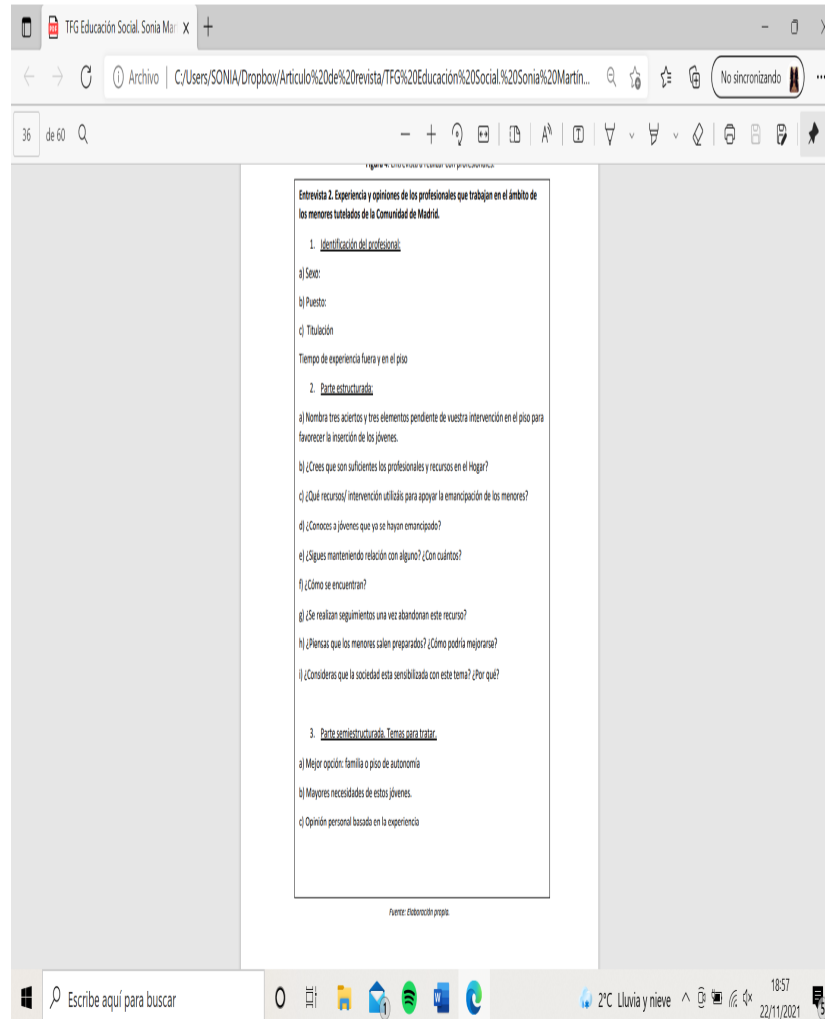 TFG Educación Social. Sonia Mar
Archivo
C:/Users/SONIA/Dropbox/Articulo%20de%20revista/TFG%20Educación%20Social.%20Sonia%20Martín...
No sincronizando
36 de 60
Figura 4. Entrevista a realizar con profesionales.
Entrevista 2. Experiencia y opiniones de los profesionales que trabajan en el ámbito de
los menores tutelados de la Comunidad de Madrid.
1. Identificación del profesional:
a) Sexo:
b) Puesto:
c) Titulación
Tiempo de experiencia fuera y en el piso
2. Parte estructurada:
a) Nombra tres aciertos y tres elementos pendiente de vuestra intervención en el piso para
favorecer la inserción de los jóvenes.
b) ¿Crees que son suficientes los profesionales y recursos en el Hogar?
c) ¿Qué recursos/ intervención utilizáis para apoyar la emancipación de los menores?
d) ¿Conoces a jóvenes que ya se hayan emancipado?
e) ¿Sigues manteniendo relación con alguno? ¿Con cuántos?
f) ¿Cómo se encuentran?
g) ¿Se realizan seguimientos una vez abandonan este recurso?
h) ¿Piensas que los menores salen preparados? ¿Cómo podría mejorarse?
i) ¿Consideras que la sociedad esta sensibilizada con este tema? ¿Por qué?
3. Parte semiestructurada. Temas para tratar.
a) Mejor opción: familia o piso de autonomía
b) Mayores necesidades de estos jóvenes.
c) Opinión personal basada en la experiencia
Fuente: Elaboración propia.
Escribe aquí para buscar
1
2°C Lluvia y nieve
18:57
22/11/2021
5